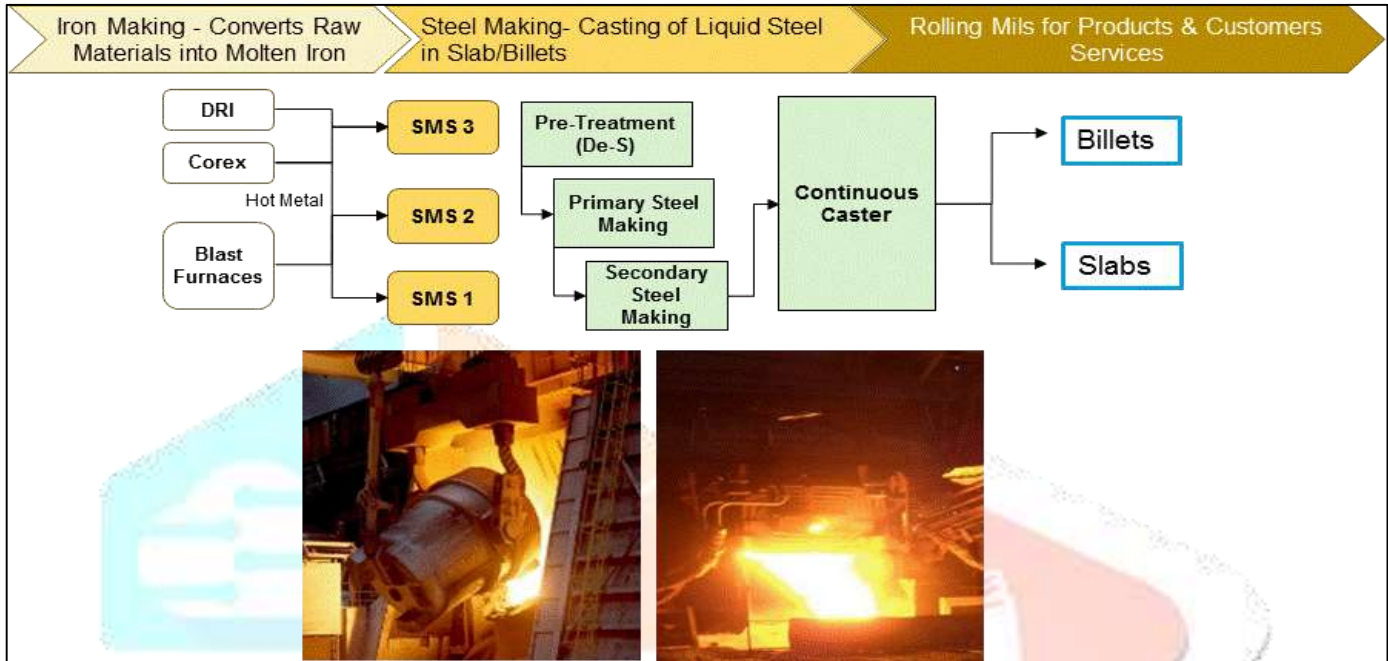 Iron Making - Converts Raw
Materials into Molten Iron
Steel Making- Casting of Liquid Steel
in Slab/Billets
Rolling Mils for Products & Customers
Services
DRI
Corex
Hot Metal
Blast
Furnaces
SMS 3
SMS 2
SMS 1
Pre-Treatment
(De-S)
Primary Steel
Making
Secondary
Steel
Making
Continuous
Caster
Billets
Slabs